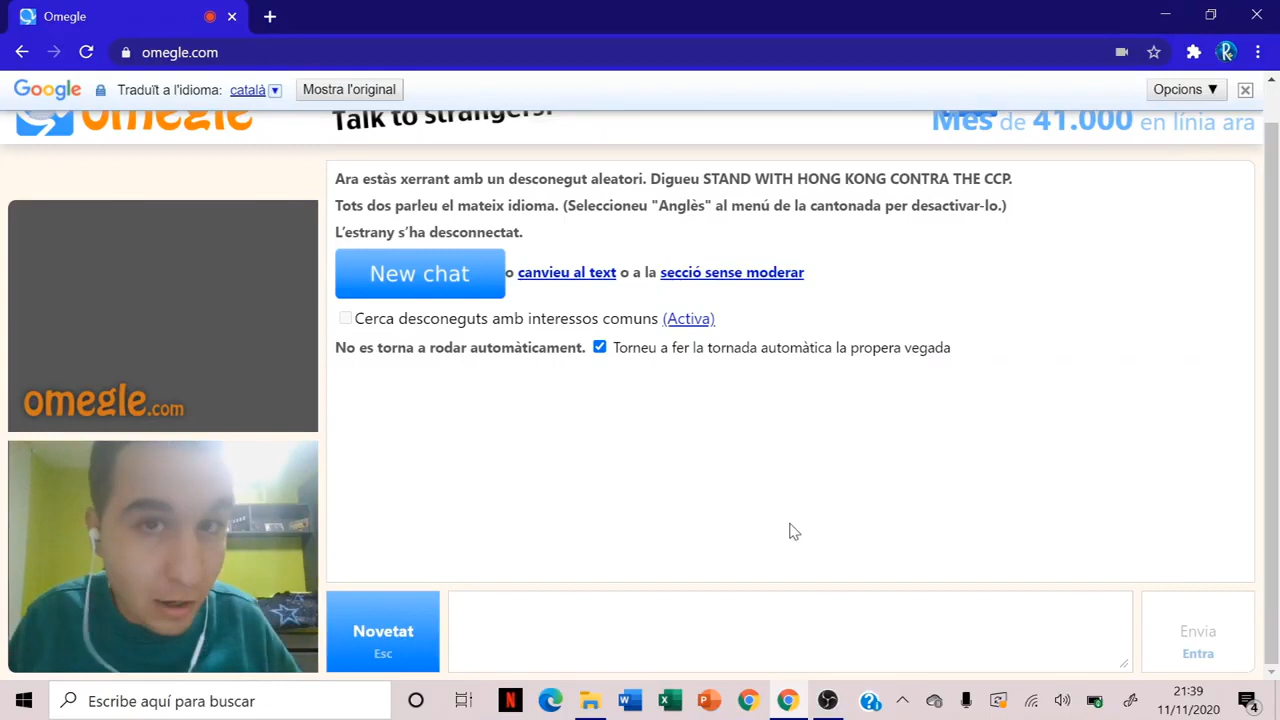 Omegle
omegle.com
Google Traduït a l'idioma: català Mostra l'original Opcions ▼
omegle Talk to strangers! Més de 41.000 en línia ara
Ara estàs xerrant amb un desconegut aleatori. Digueu STAND WITH HONG KONG CONTRA THE CCP.
Tots dos parleu el mateix idioma. (Seleccioneu "Anglès" al menú de la cantonada per desactivar-lo.)
L'estrany s'ha desconnectat.
New chat o canvieu al text o a la secció sense moderar
Cerca desconeguts amb interessos comuns (Activa)
No es torna a rodar automàticament. Torneu a fer la tornada automàtica la propera vegada
omegle.com
Novetat
Esc
Envia
Entra
Escribe aquí para buscar
21:39
11/11/2020
4